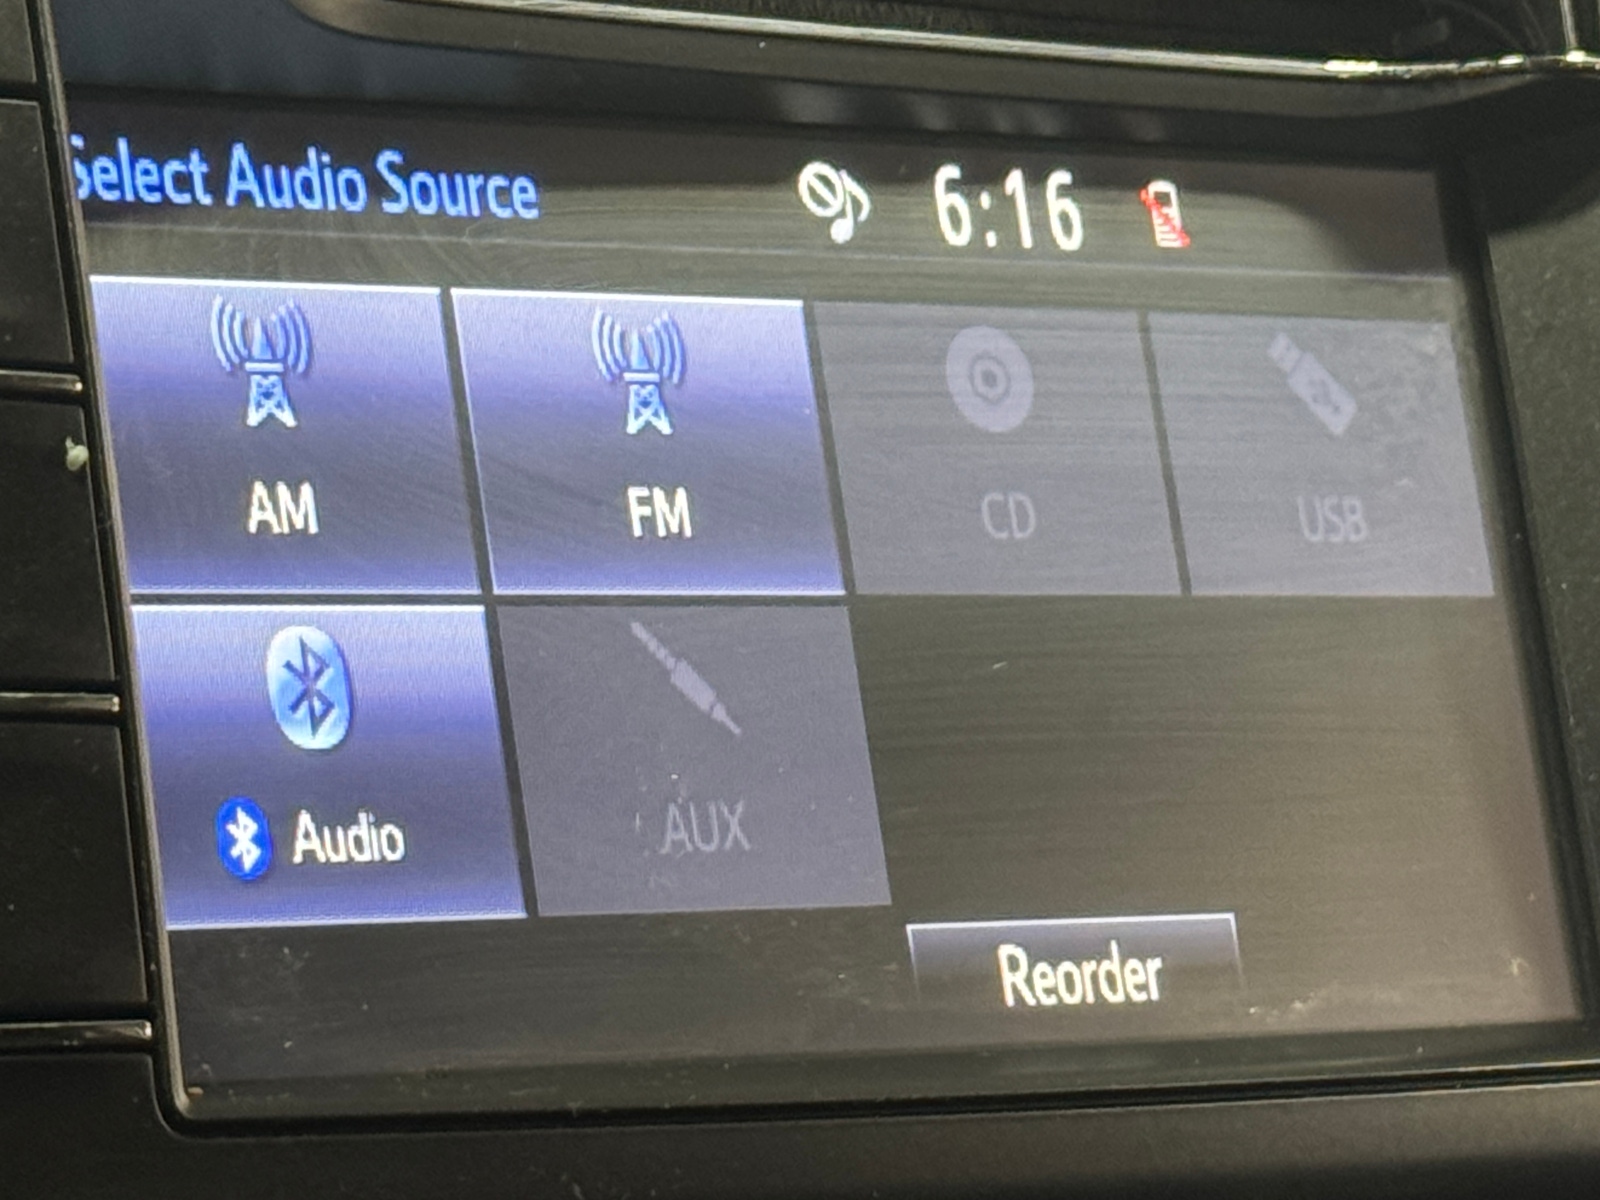 Select Audio Source 6:16
AM FM CD USB
Audio AUX
Reorder